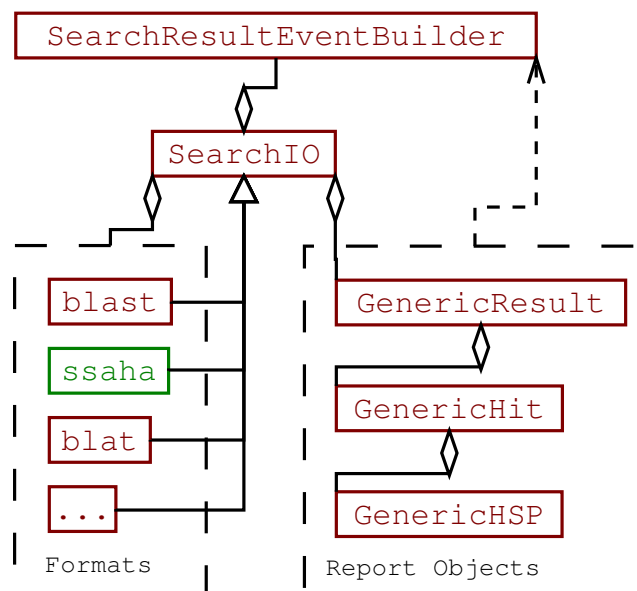 SearchResultEventBuilder
SearchIO
blast
ssaha
blat
...
Formats
GenericResult
GenericHit
GenericHSP
Report Objects